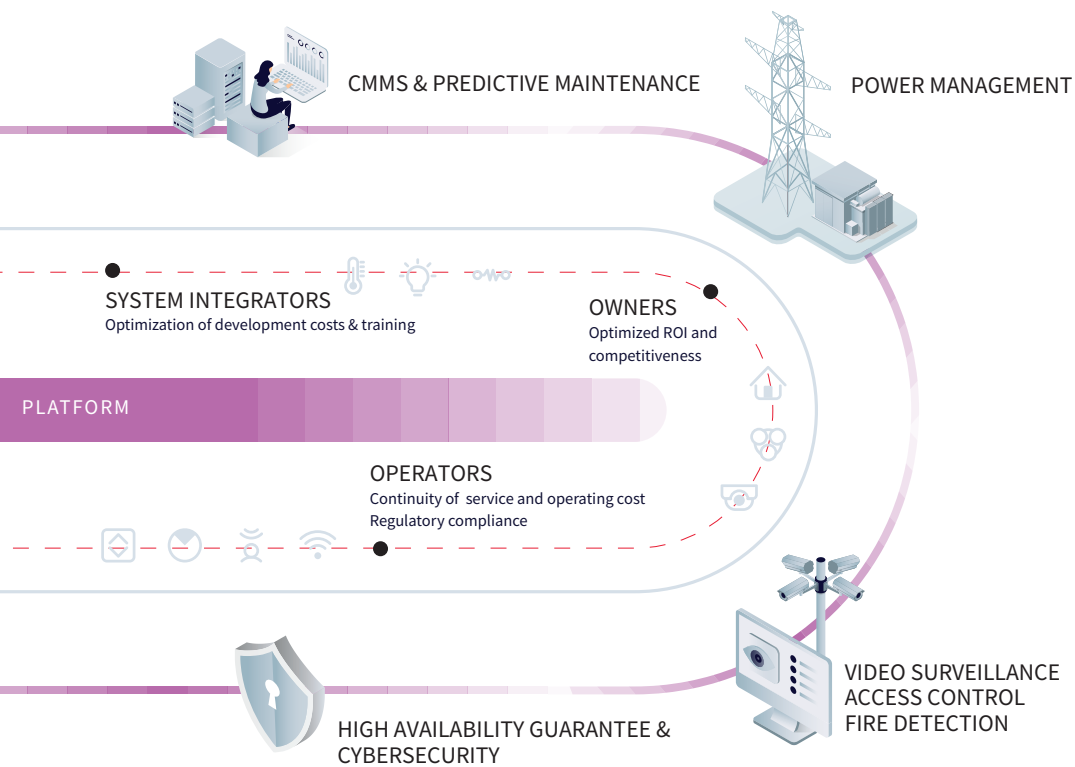 CMMS & PREDICTIVE MAINTENANCE
POWER MANAGEMENT
SYSTEM INTEGRATORS
Optimization of development costs & training
OWNERS
Optimized ROI and
competitiveness
PLATFORM
OPERATORS
Continuity of service and operating cost
Regulatory compliance
VIDEO SURVEILLANCE
ACCESS CONTROL
FIRE DETECTION
HIGH AVAILABILITY GUARANTEE &
CYBERSECURITY